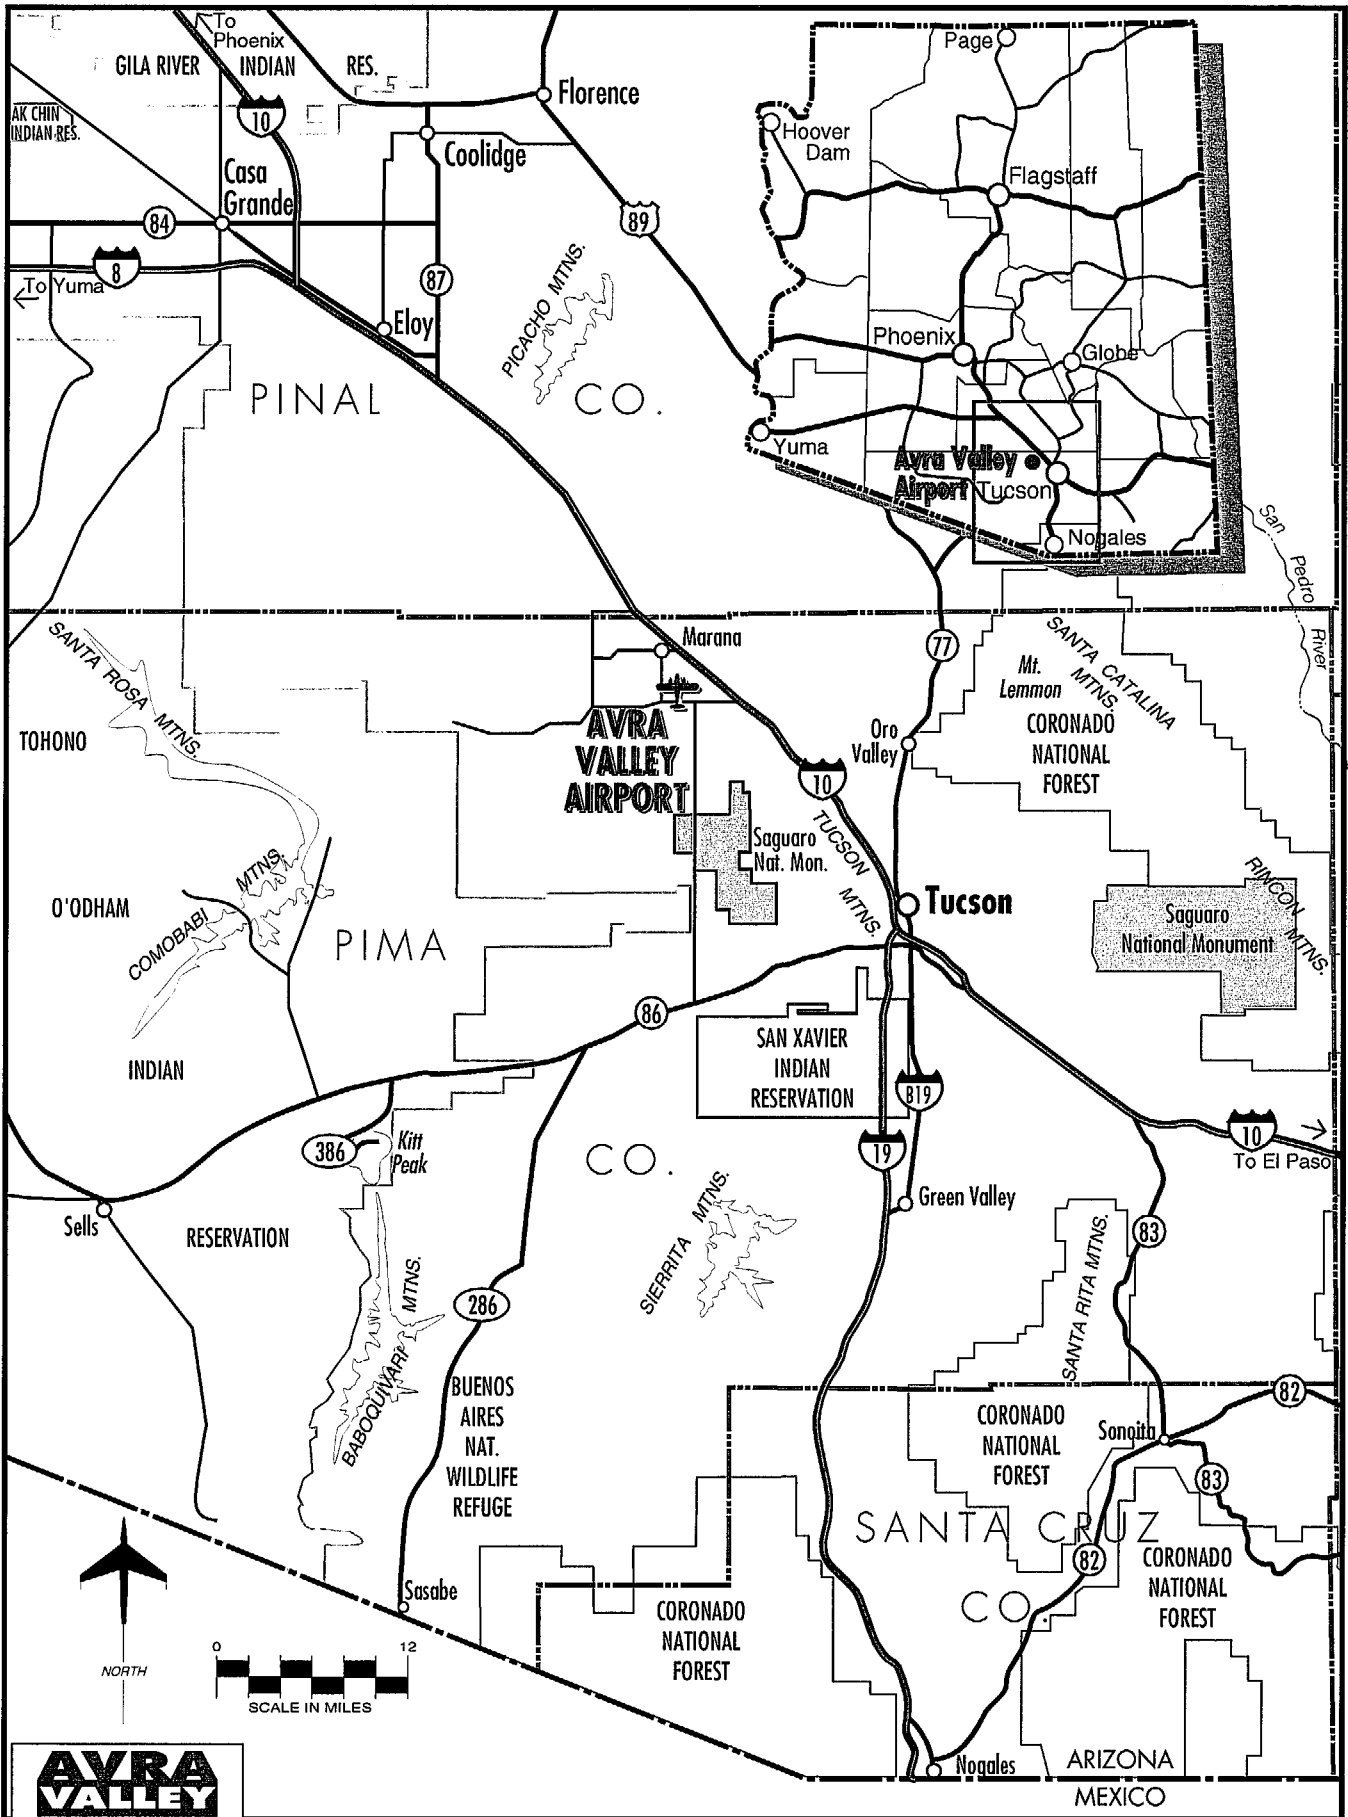 To
Phoenix
GILA RIVER INDIAN RES.
AK CHIN
INDIAN RES.
10
Florence
Coolidge
Casa
Grande
84
89
8
To Yuma
87
Eloy
PICACHO MTNS.
PINAL CO.
Page
Hoover
Dam
Flagstaff
Phoenix
Globe
Yuma
Avra Valley
Airport
Tucson
Nogales
San Pedro River
Marana
77
SANTA ROSA MTNS.
SANTA CATALINA
MTNS.
Mt.
Lemmon
CORONADO
NATIONAL
FOREST
TOHONO
AVRA
VALLEY
AIRPORT
Oro
Valley
10
TUCSON MTNS.
Saguaro
Nat. Mon.
COMOBABI MTNS.
O'ODHAM
PIMA
Tucson
RINCON MTNS.
Saguaro
National Monument
86
INDIAN
SAN XAVIER
INDIAN
RESERVATION
B19
386
Kitt
Peak
CO.
19
10
To El Paso
Sells
RESERVATION
Green Valley
SIERRITA MTNS.
SANTA RITA MTNS.
83
BABOQUIVARI MTNS.
286
BUENOS
AIRES
NAT.
WILDLIFE
REFUGE
82
CORONADO
NATIONAL
FOREST
Sonoita
83
SANTA CRUZ
CO.
82
CORONADO
NATIONAL
FOREST
Sasabe
CORONADO
NATIONAL
FOREST
NORTH
0 12
SCALE IN MILES
Nogales
ARIZONA
MEXICO
AVRA
VALLEY